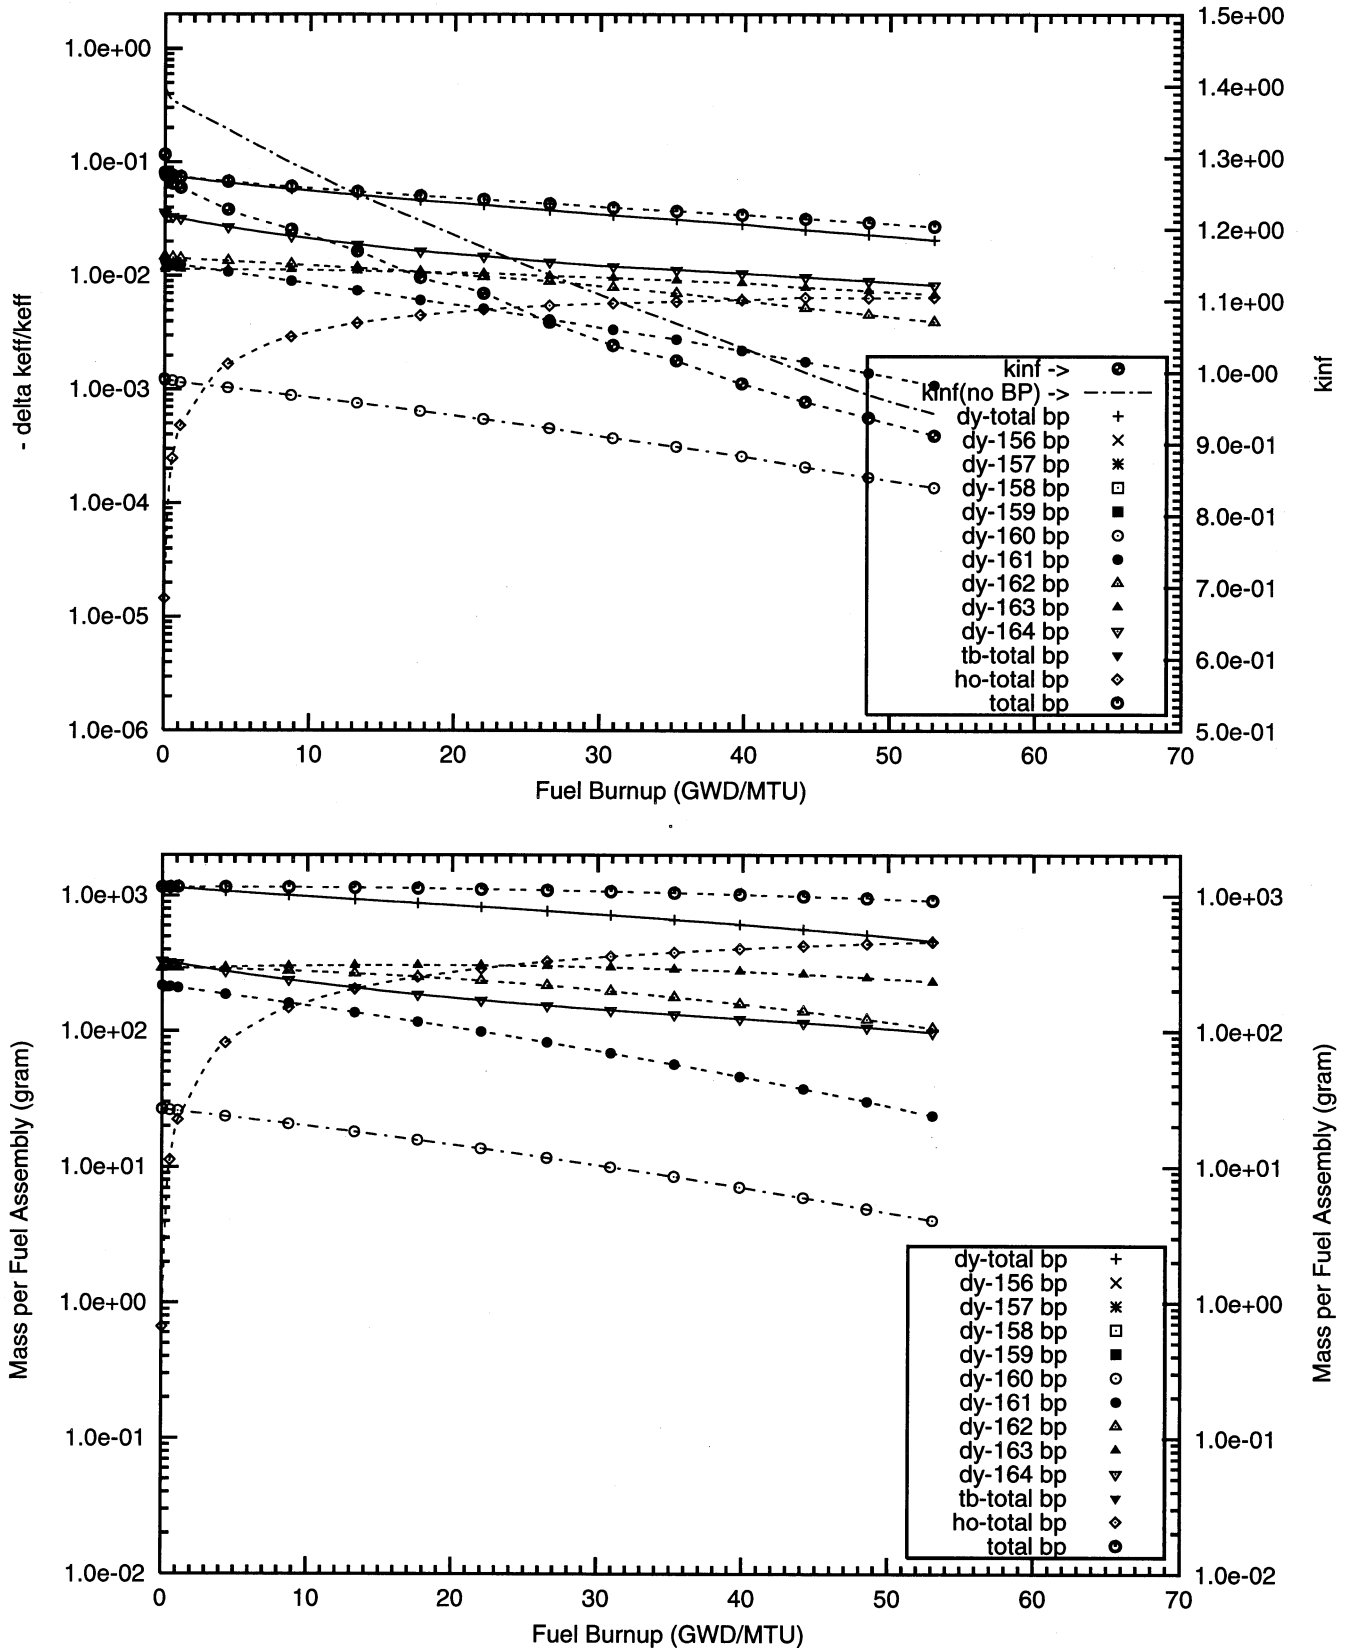 1.0e+00
1.0e-01
1.0e-02
1.0e-03
1.0e-04
1.0e-05
1.0e-06
- delta keff/keff
1.5e+00
1.4e+00
1.3e+00
1.2e+00
1.1e+00
1.0e-00
9.0e-01
8.0e-01
7.0e-01
6.0e-01
5.0e-01
kinf
kinf ->
kinf(no BP) ->
dy-total bp
dy-156 bp
dy-157 bp
dy-158 bp
dy-159 bp
dy-160 bp
dy-161 bp
dy-162 bp
dy-163 bp
dy-164 bp
tb-total bp
ho-total bp
total bp
0 10 20 30 40 50 60 70
Fuel Burnup (GWD/MTU)
1.0e+03
1.0e+02
1.0e+01
1.0e+00
1.0e-01
1.0e-02
Mass per Fuel Assembly (gram)
1.0e+03
1.0e+02
1.0e+01
1.0e+00
1.0e-01
1.0e-02
Mass per Fuel Assembly (gram)
dy-total bp
dy-156 bp
dy-157 bp
dy-158 bp
dy-159 bp
dy-160 bp
dy-161 bp
dy-162 bp
dy-163 bp
dy-164 bp
tb-total bp
ho-total bp
total bp
0 10 20 30 40 50 60 70
Fuel Burnup (GWD/MTU)